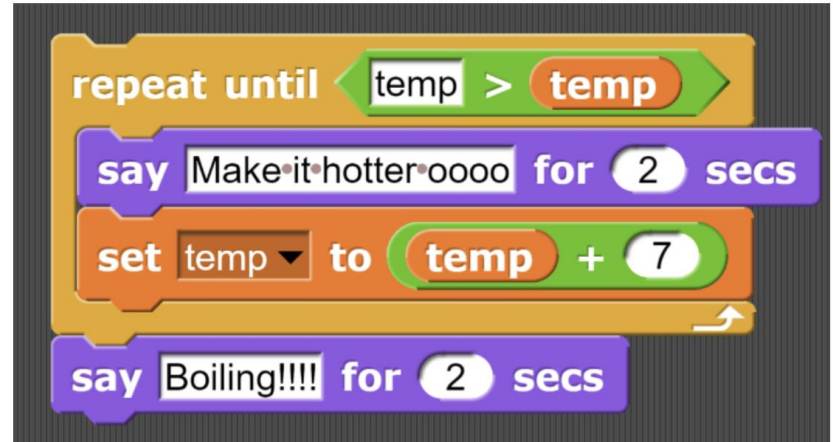 repeat until temp > temp
say Make it hotter oooo for 2 secs
set temp to temp + 7
say Boiling!!!! for 2 secs